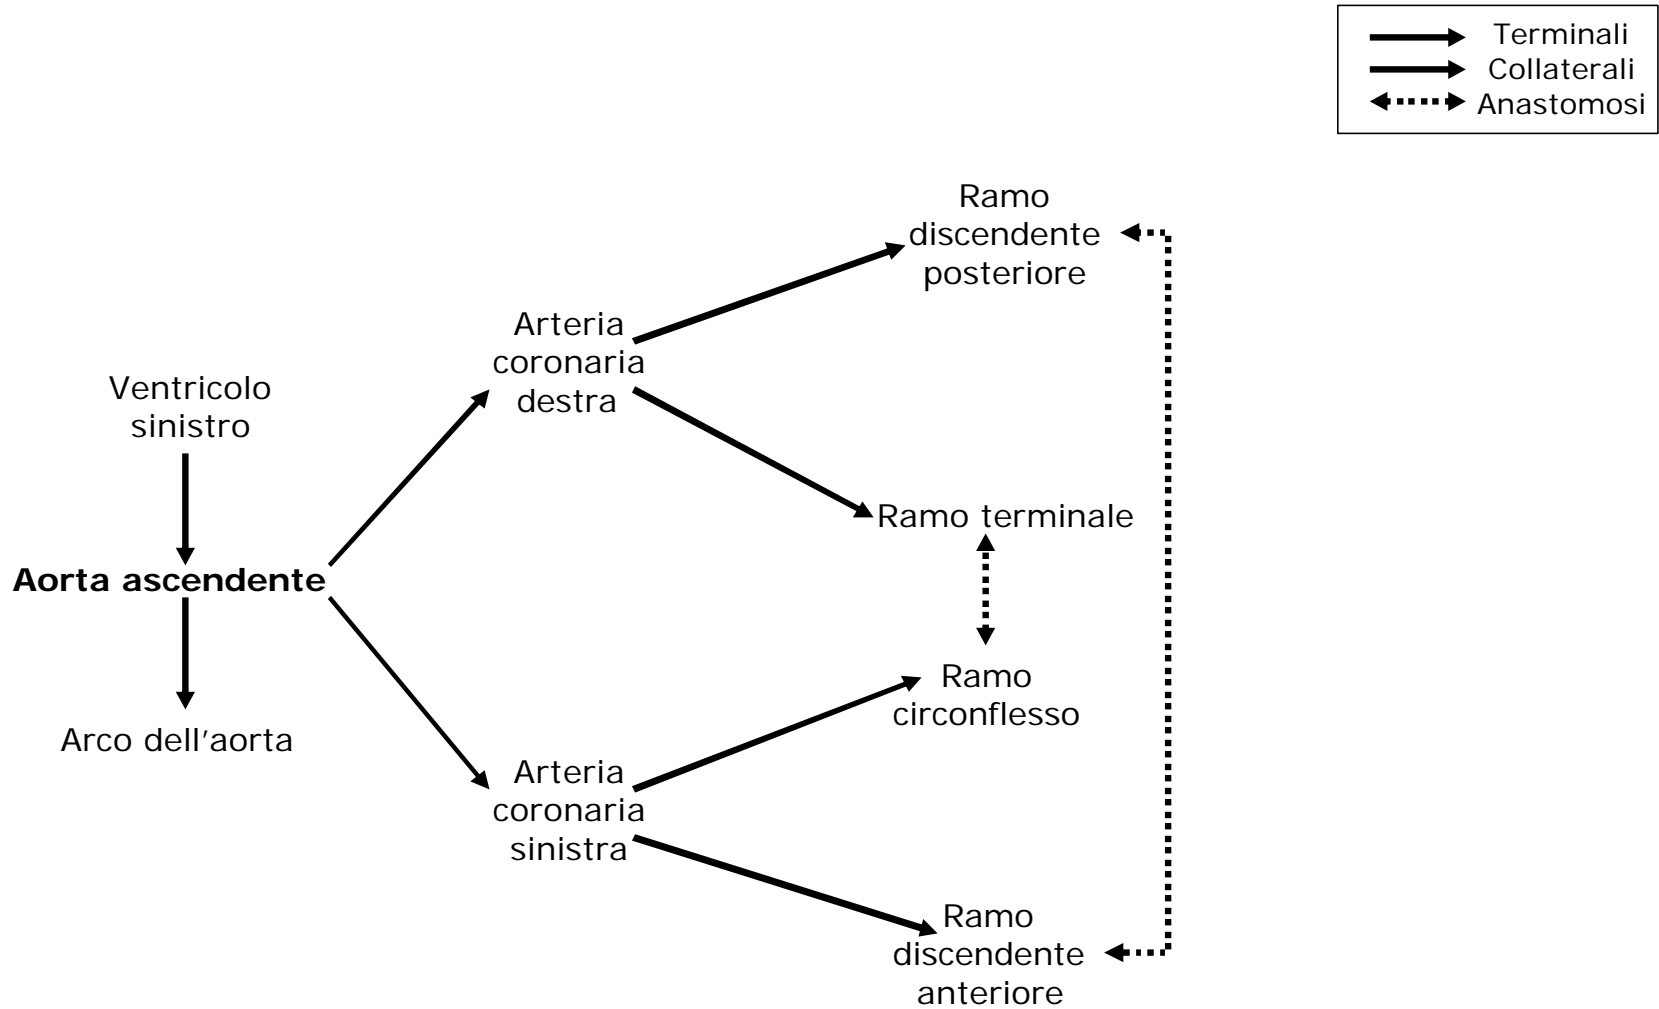 Terminali
Collaterali
Anastomosi
Ramo
discendente
posteriore
Arteria
coronaria
destra
Ventricolo
sinistro
Ramo terminale
Aorta ascendente
Ramo
circonflesso
Arco dell'aorta
Arteria
coronaria
sinistra
Ramo
discendente
anteriore